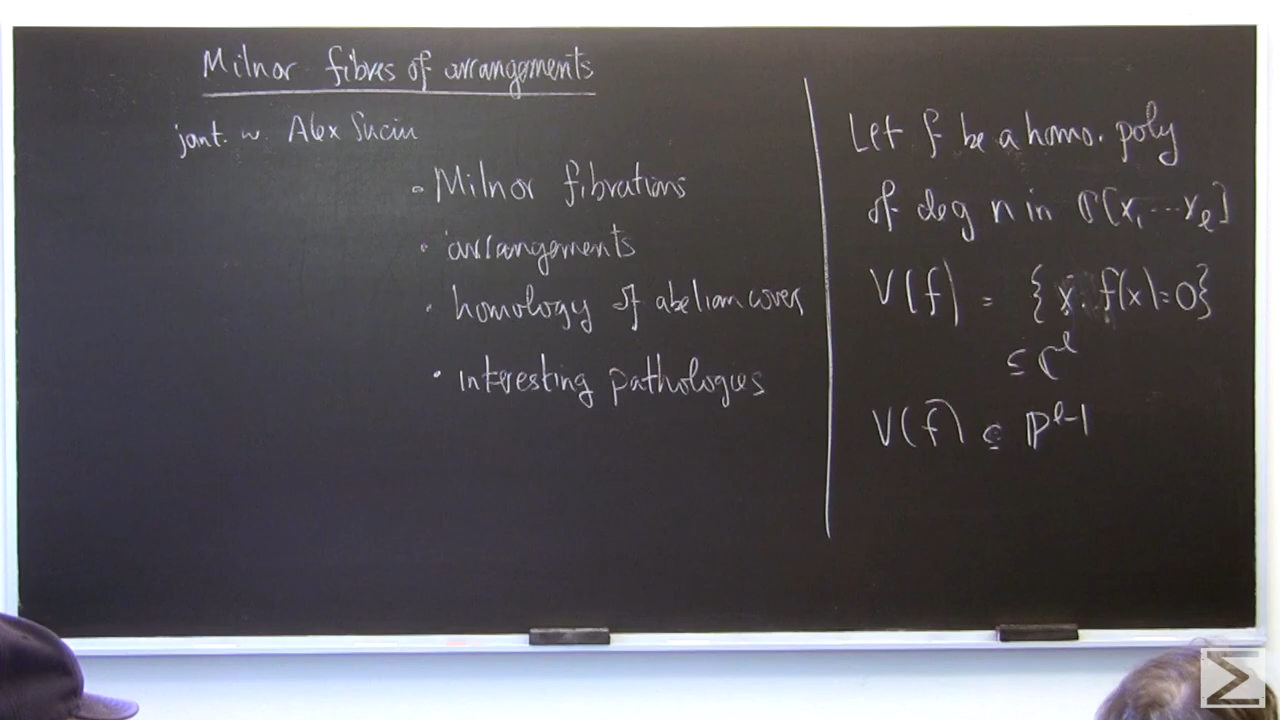 Milnor fibres of arrangements
joint. w. Alex Suciu
• Milnor fibrations
• arrangements
• homology of abelian cover
• interesting pathologies
Let f be a homo. poly
of deg n in ℂ[x₁, ... xₗ]
V(f) = {x : f(x) = 0}
⊆ ℂˡ
V(f̄) ⊆ ℙˡ⁻¹
Σ